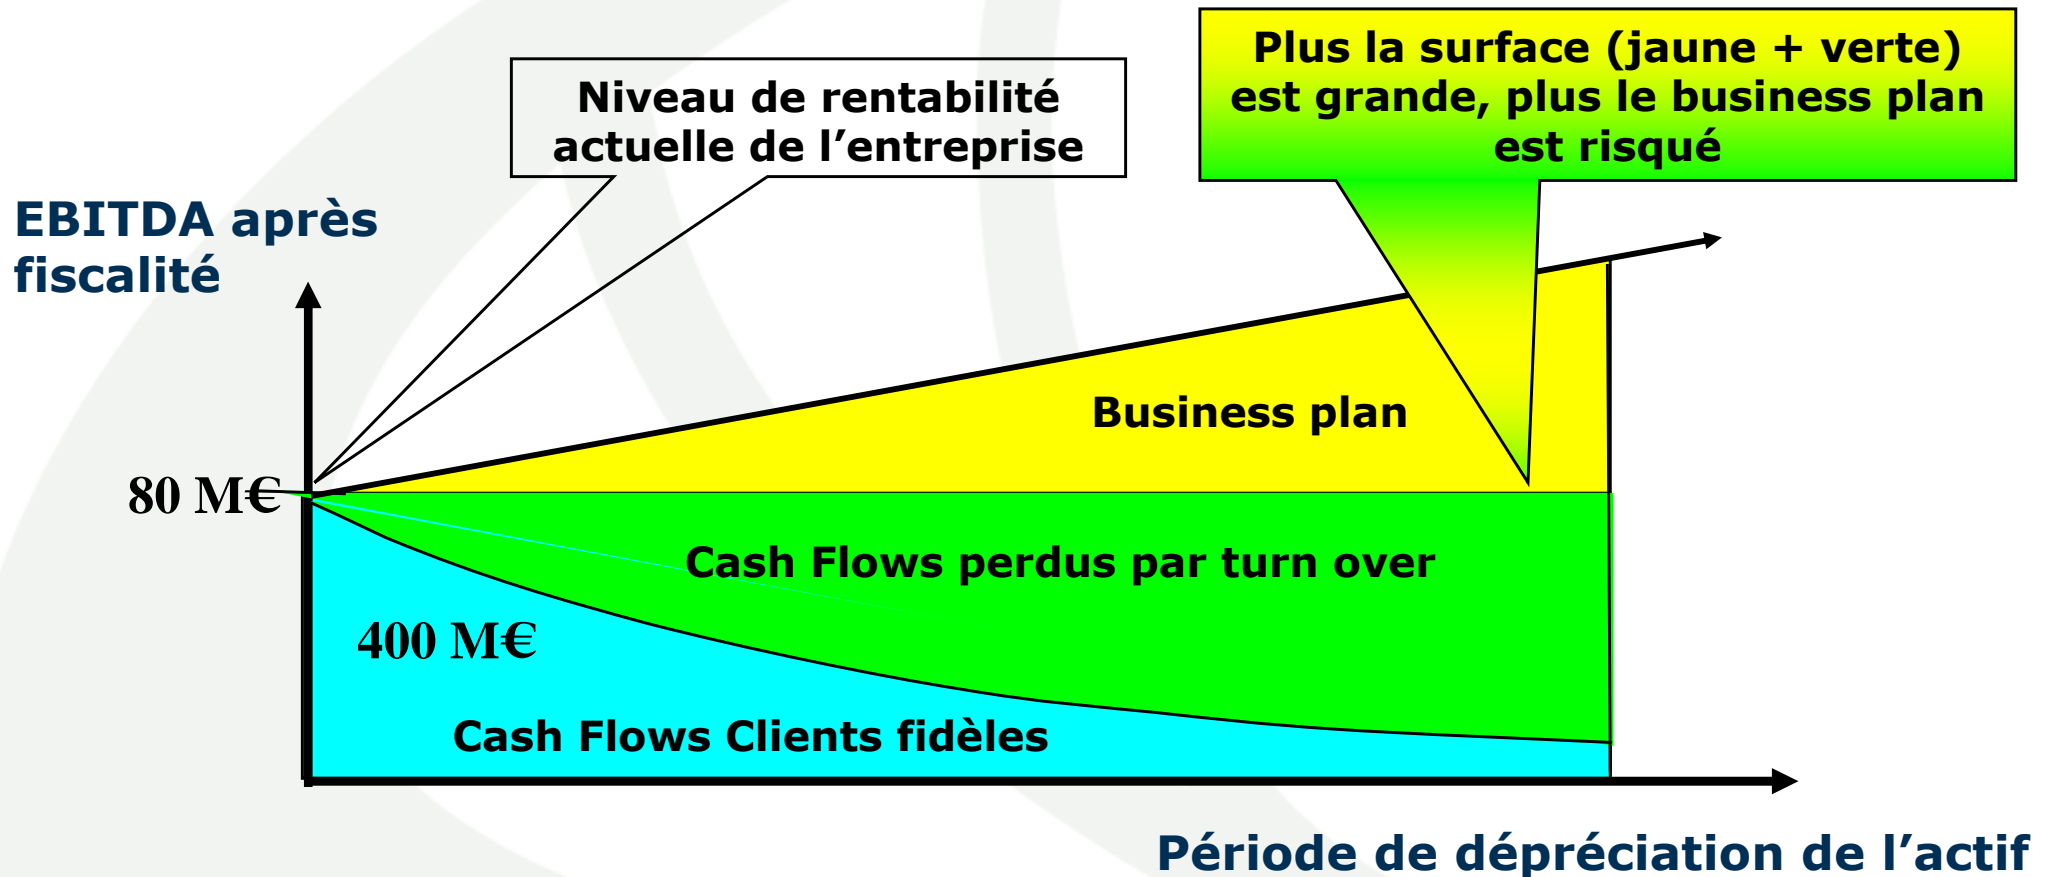 Plus la surface (jaune + verte)
est grande, plus le business plan
est risqué
Niveau de rentabilité
actuelle de l’entreprise
EBITDA après
fiscalité
Business plan
80 M€
Cash Flows perdus par turn over
400 M€
Cash Flows Clients fidèles
Période de dépréciation de l’actif